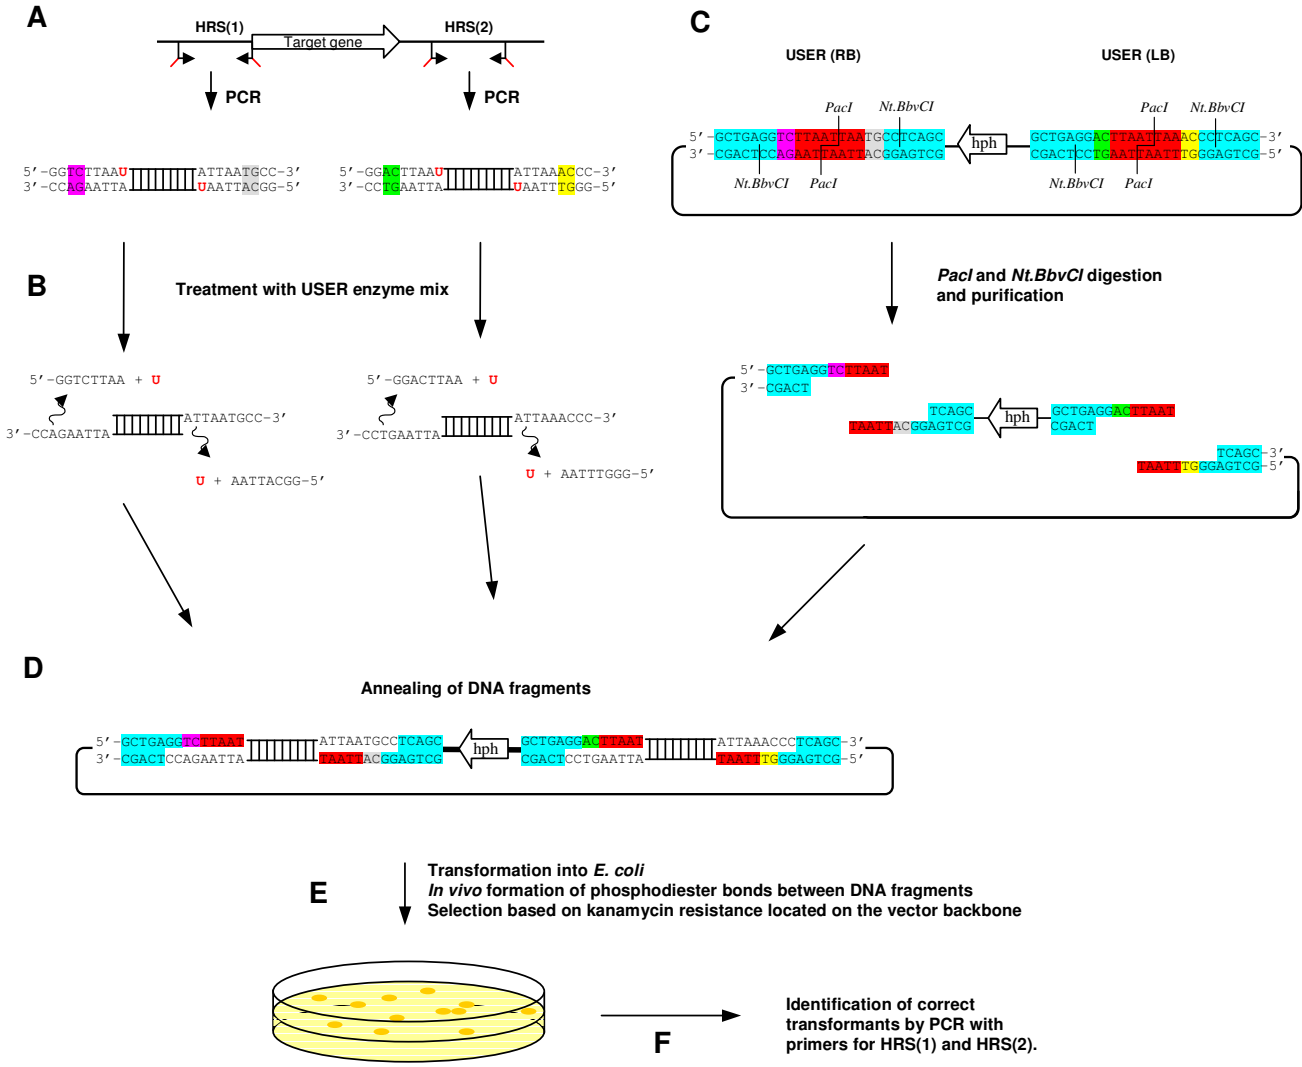 A
HRS(1)
HRS(2)
Target gene
PCR
PCR
5’-GGTCTTAAU
ATTAATGCC-3’
3’-CCAGAATTA
UAATTACGG-5’
5’-GGACTTAAU
ATTAAACCC-3’
3’-CCTGAATTA
UAATTTGGG-5’
B
Treatment with USER enzyme mix
5’-GGTCTTAA + U
ATTAATGCC-3’
3’-CCAGAATTA
U + AATTACGG-5’
5’-GGACTTAA + U
ATTAAACCC-3’
3’-CCTGAATTA
U + AATTTGGG-5’
C
USER (RB)
USER (LB)
PacI
Nt.BbvCI
PacI
Nt.BbvCI
5’-GCTGAGGTCTTAATTAATGCCTCAGC
hph
GCTGAGGACTTAATTAAACCCTCAGC-3’
3’-CGACTCCAGAATTAATTACGGAGTCG
CGACTCCTGAATTAATTTGGGAGTCG-5’
Nt.BbvCI
PacI
Nt.BbvCI
PacI
PacI and Nt.BbvCI digestion
and purification
5’-GCTGAGGTCTTAAT
3’-CGACT
TCAGC
hph
GCTGAGGACTTAAT
TAATTACGGAGTCG
CGACT
TCAGC-3’
TAATTTGGGAGTCG-5’
D
Annealing of DNA fragments
5’-GCTGAGGTCTTAAT
ATTAATGCCTCAGC
hph
GCTGAGGACTTAAT
ATTAAACCCTCAGC-3’
3’-CGACTCCAGAATTA
TAATTACGGAGTCG
CGACTCCTGAATTA
TAATTTGGGAGTCG-5’
E
Transformation into E. coli
In vivo formation of phosphodiester bonds between DNA fragments
Selection based on kanamycin resistance located on the vector backbone
F
Identification of correct
transformants by PCR with
primers for HRS(1) and HRS(2).